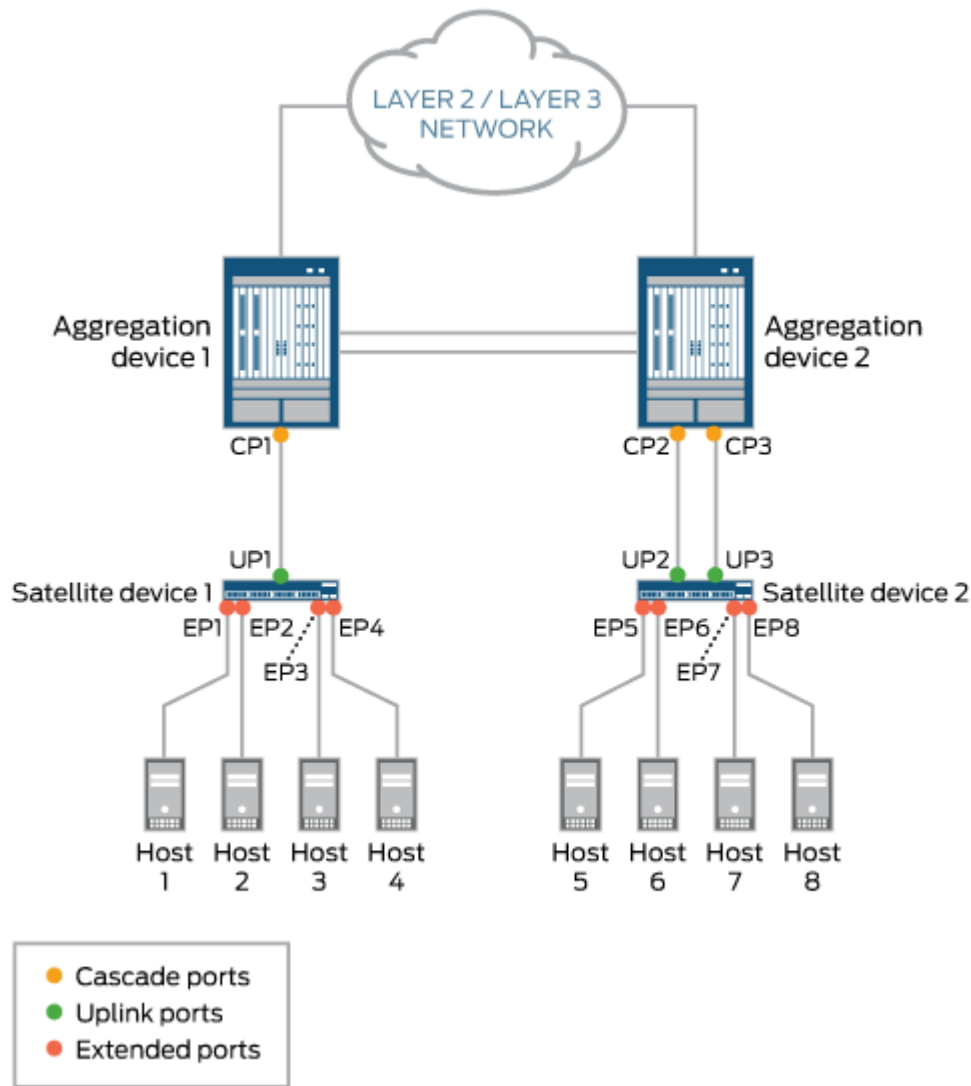 LAYER 2 / LAYER 3
NETWORK
Aggregation
device 1
Aggregation
device 2
CP1
CP2
CP3
UP1
UP2
UP3
Satellite device 1
Satellite device 2
EP1
EP2
EP3
EP4
EP5
EP6
EP7
EP8
Host
1
Host
2
Host
3
Host
4
Host
5
Host
6
Host
7
Host
8
Cascade ports
Uplink ports
Extended ports